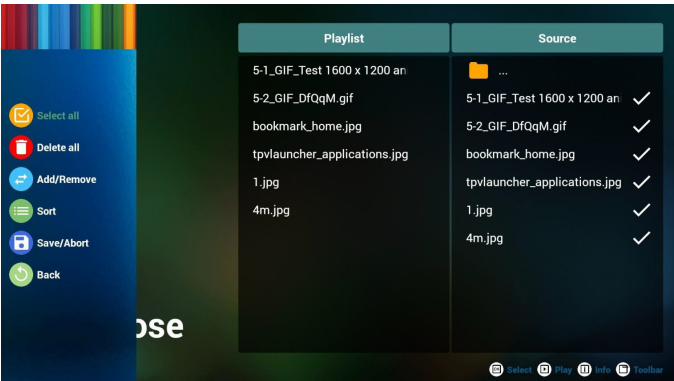 Select all
Delete all
Add/Remove
Sort
Save/Abort
Back
ose
Playlist
5-1_GIF_Test 1600 x 1200 an
5-2_GIF_DfQqM.gif
bookmark_home.jpg
tpvlauncher_applications.jpg
1.jpg
4m.jpg
Source
...
5-1_GIF_Test 1600 x 1200 an
5-2_GIF_DfQqM.gif
bookmark_home.jpg
tpvlauncher_applications.jpg
1.jpg
4m.jpg
Select Play Info Toolbar